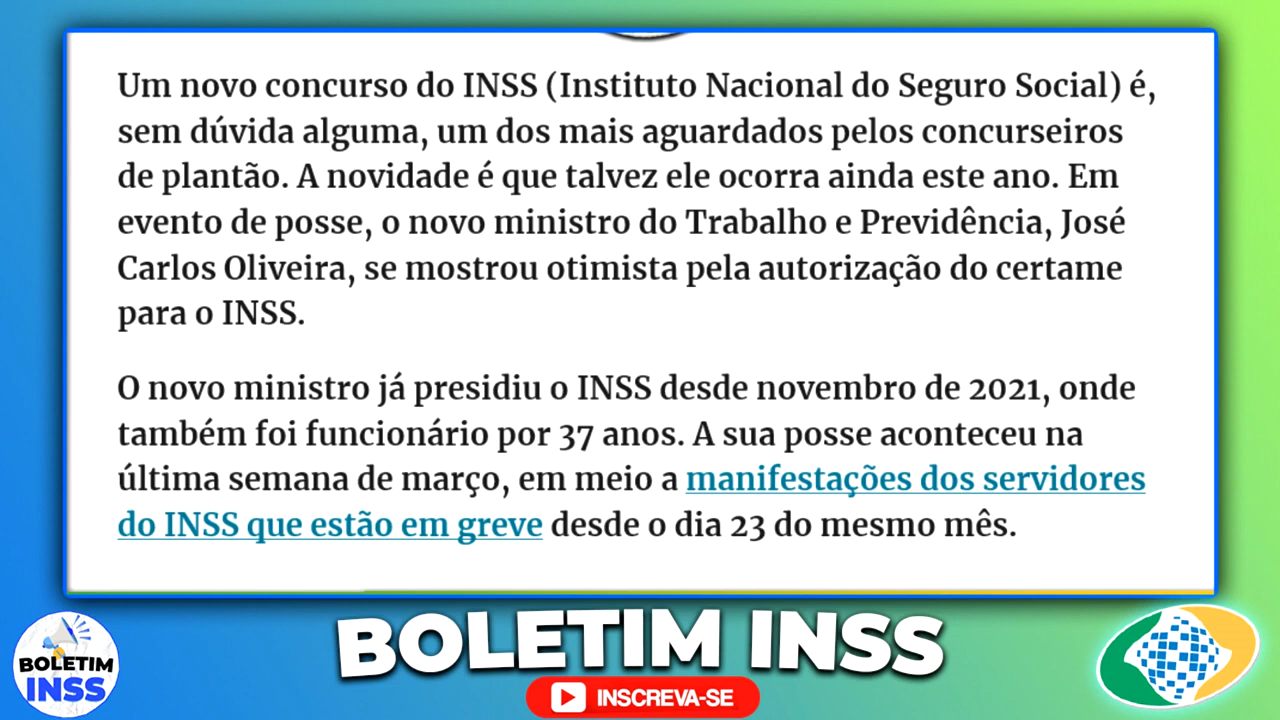 Um novo concurso do INSS (Instituto Nacional do Seguro Social) é,
sem dúvida alguma, um dos mais aguardados pelos concurseiros
de plantão. A novidade é que talvez ele ocorra ainda este ano. Em
evento de posse, o novo ministro do Trabalho e Previdência, José
Carlos Oliveira, se mostrou otimista pela autorização do certame
para o INSS.
O novo ministro já presidiu o INSS desde novembro de 2021, onde
também foi funcionário por 37 anos. A sua posse aconteceu na
última semana de março, em meio a manifestações dos servidores
do INSS que estão em greve desde o dia 23 do mesmo mês.
BOLETIM INSS
INSCREVA-SE
BOLETIM
INSS